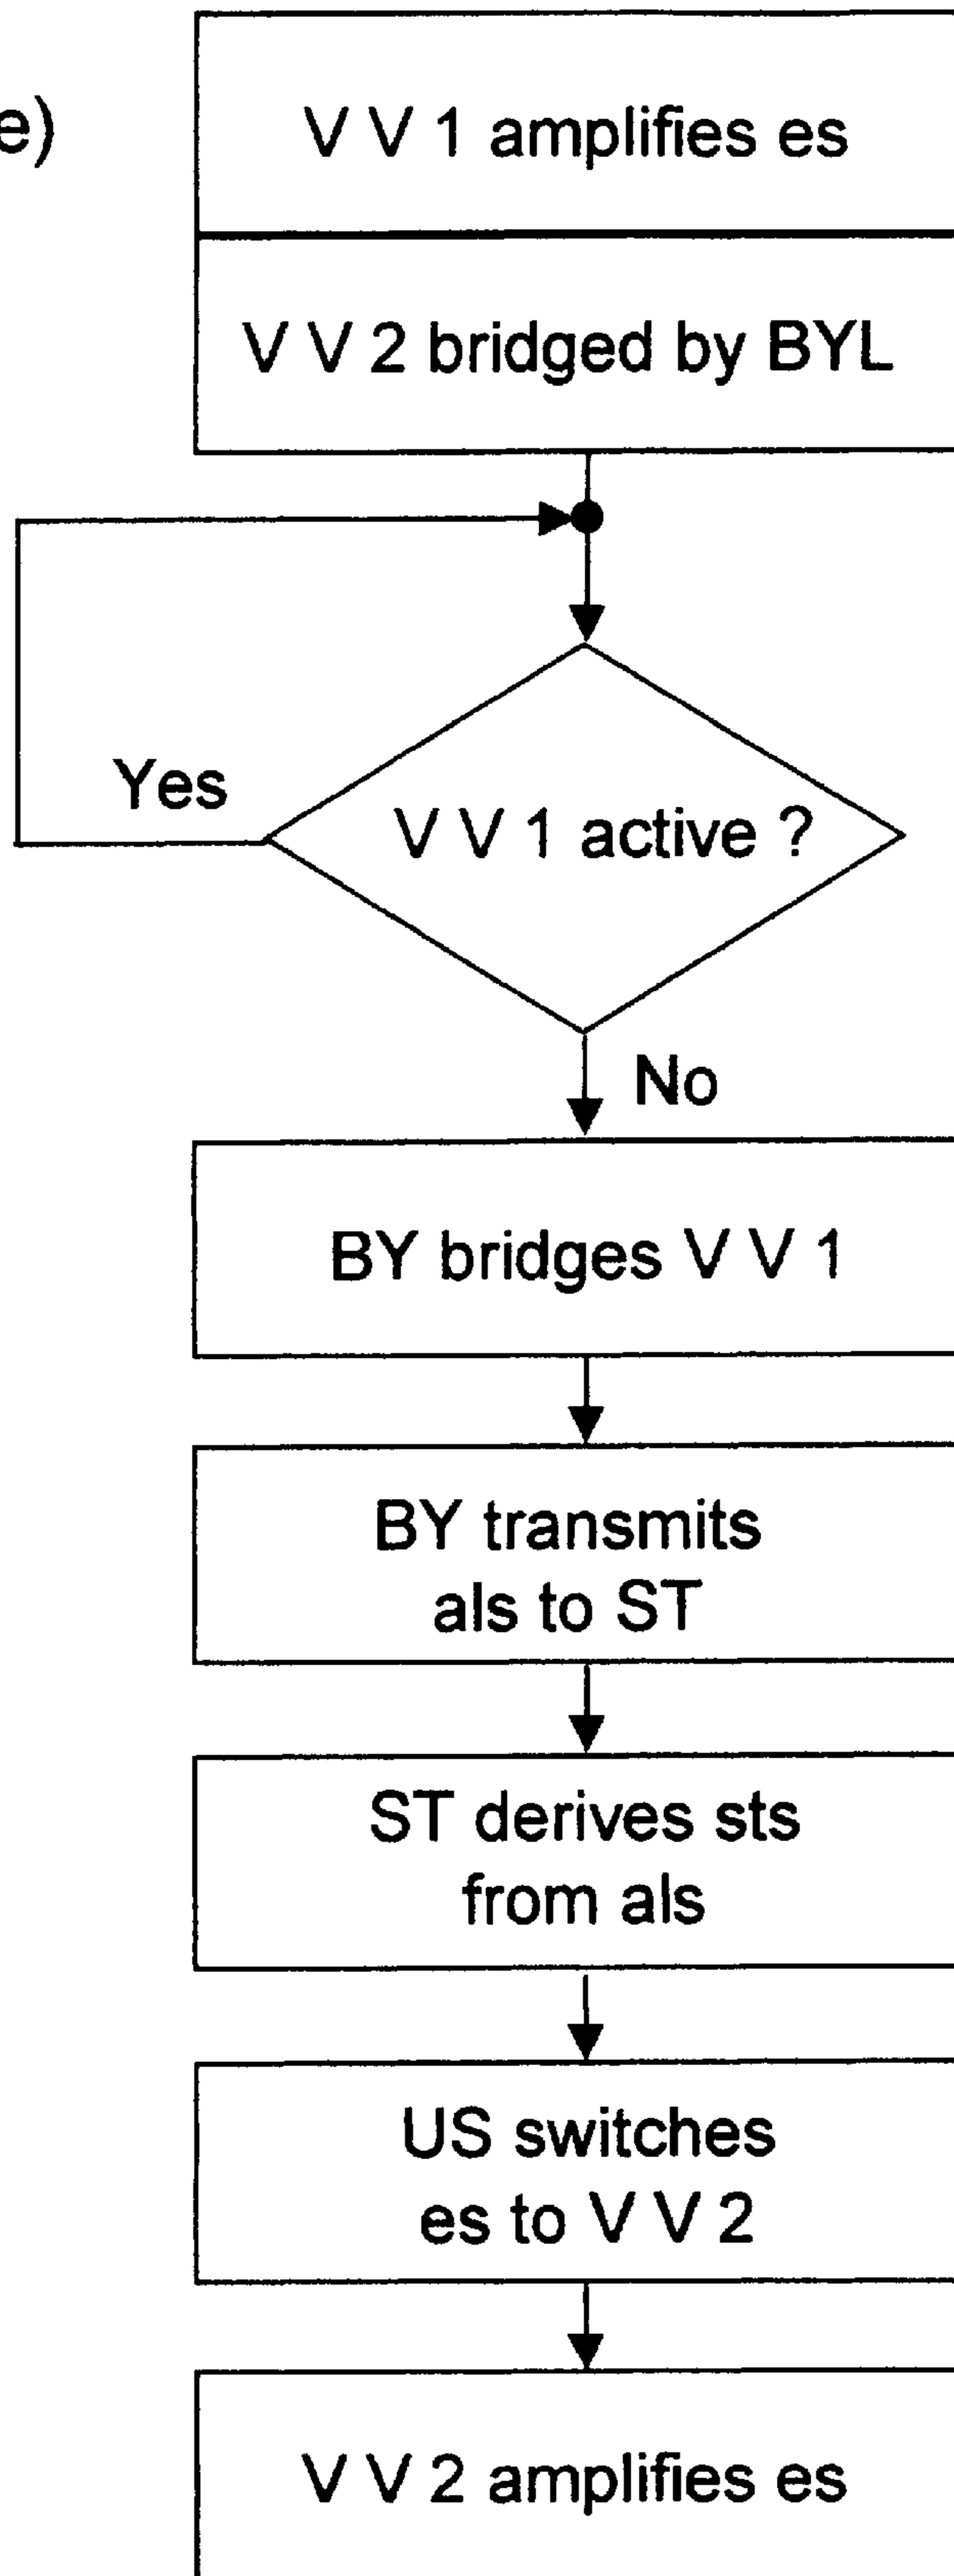 e)
V V 1 amplifies es
V V 2 bridged by BYL
Yes
V V 1 active ?
No
BY bridges V V 1
BY transmits
als to ST
ST derives sts
from als
US switches
es to V V 2
V V 2 amplifies es